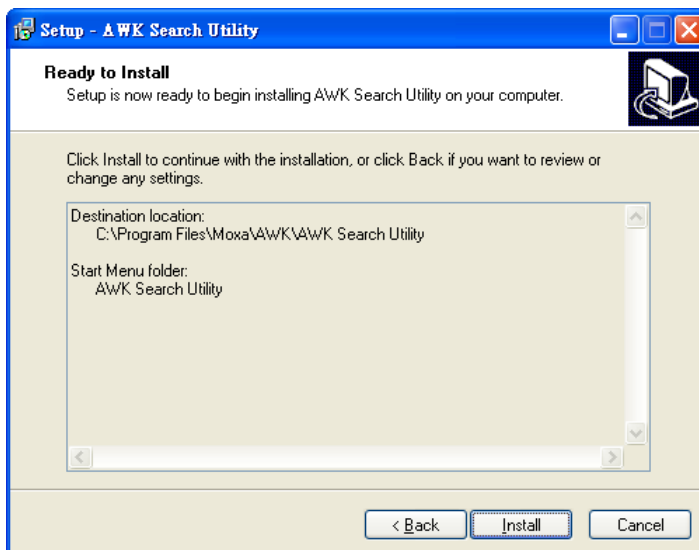 Setup - AWK Search Utility
Ready to Install
Setup is now ready to begin installing AWK Search Utility on your computer.
Click Install to continue with the installation, or click Back if you want to review or
change any settings.
Destination location:
C:\Program Files\Moxa\AWK\AWK Search Utility
Start Menu folder:
AWK Search Utility
< Back Install Cancel